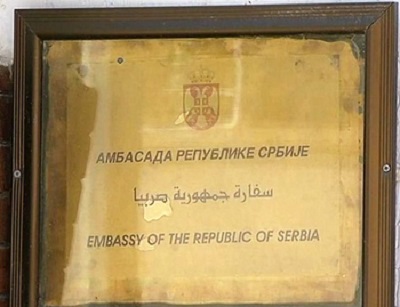 АМБАСАДА РЕПУБЛИКЕ СРБИЈЕ
سفارة جمهورية صربيا
EMBASSY OF THE REPUBLIC OF SERBIA